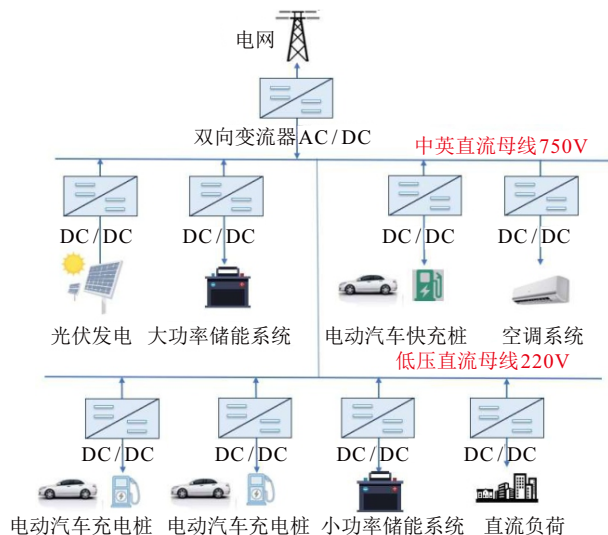 电网
双向变流器AC/DC
中英直流母线750V
DC/DC DC/DC DC/DC DC/DC
光伏发电 大功率储能系统 电动汽车快充桩 空调系统
低压直流母线220V
DC/DC DC/DC DC/DC DC/DC
电动汽车充电桩 电动汽车充电桩 小功率储能系统 直流负荷